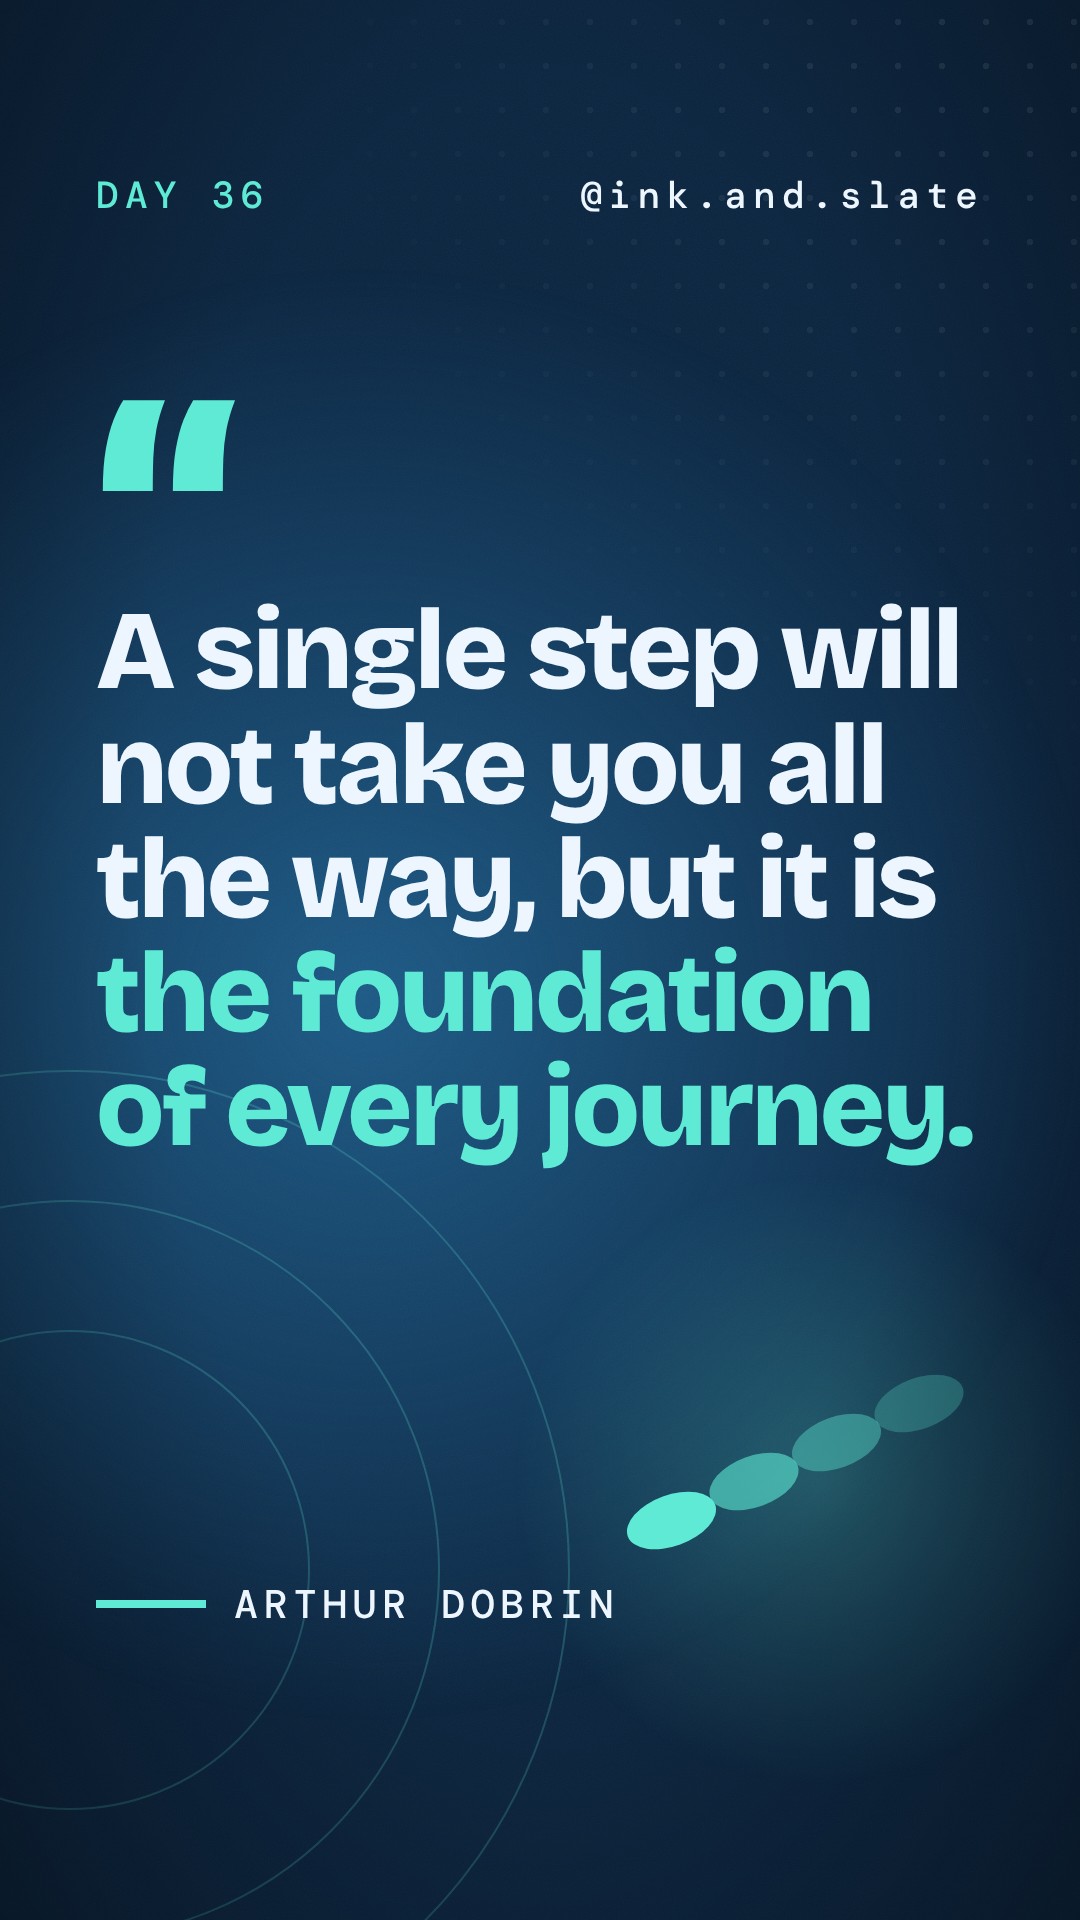 DAY 36
@ink.and.slate
“
A single step will
not take you all
the way, but it is
the foundation
of every journey.
ARTHUR DOBRIN